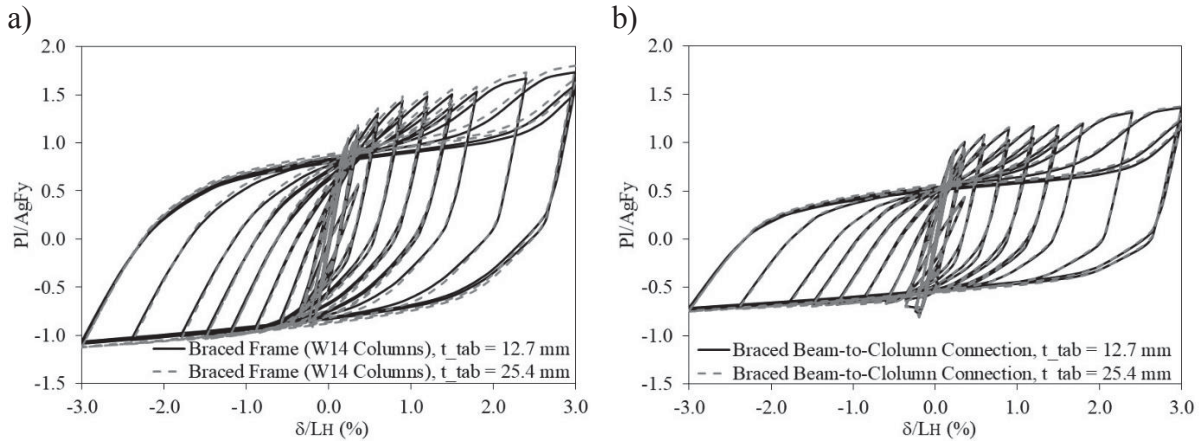 a)
2.0
1.5
1.0
0.5
0.0
-0.5
-1.0
-1.5
Pl/AgFy
Braced Frame (W14 Columns), t_tab = 12.7 mm
Braced Frame (W14 Columns), t_tab = 25.4 mm
-3.0 -2.0 -1.0 0.0 1.0 2.0 3.0
δ/LH (%)
b)
2.0
1.5
1.0
0.5
0.0
-0.5
-1.0
-1.5
Pl/AgFy
Braced Beam-to-Clolumn Connection, t_tab = 12.7 mm
Braced Beam-to-Clolumn Connection, t_tab = 25.4 mm
-3.0 -2.0 -1.0 0.0 1.0 2.0 3.0
δ/LH (%)